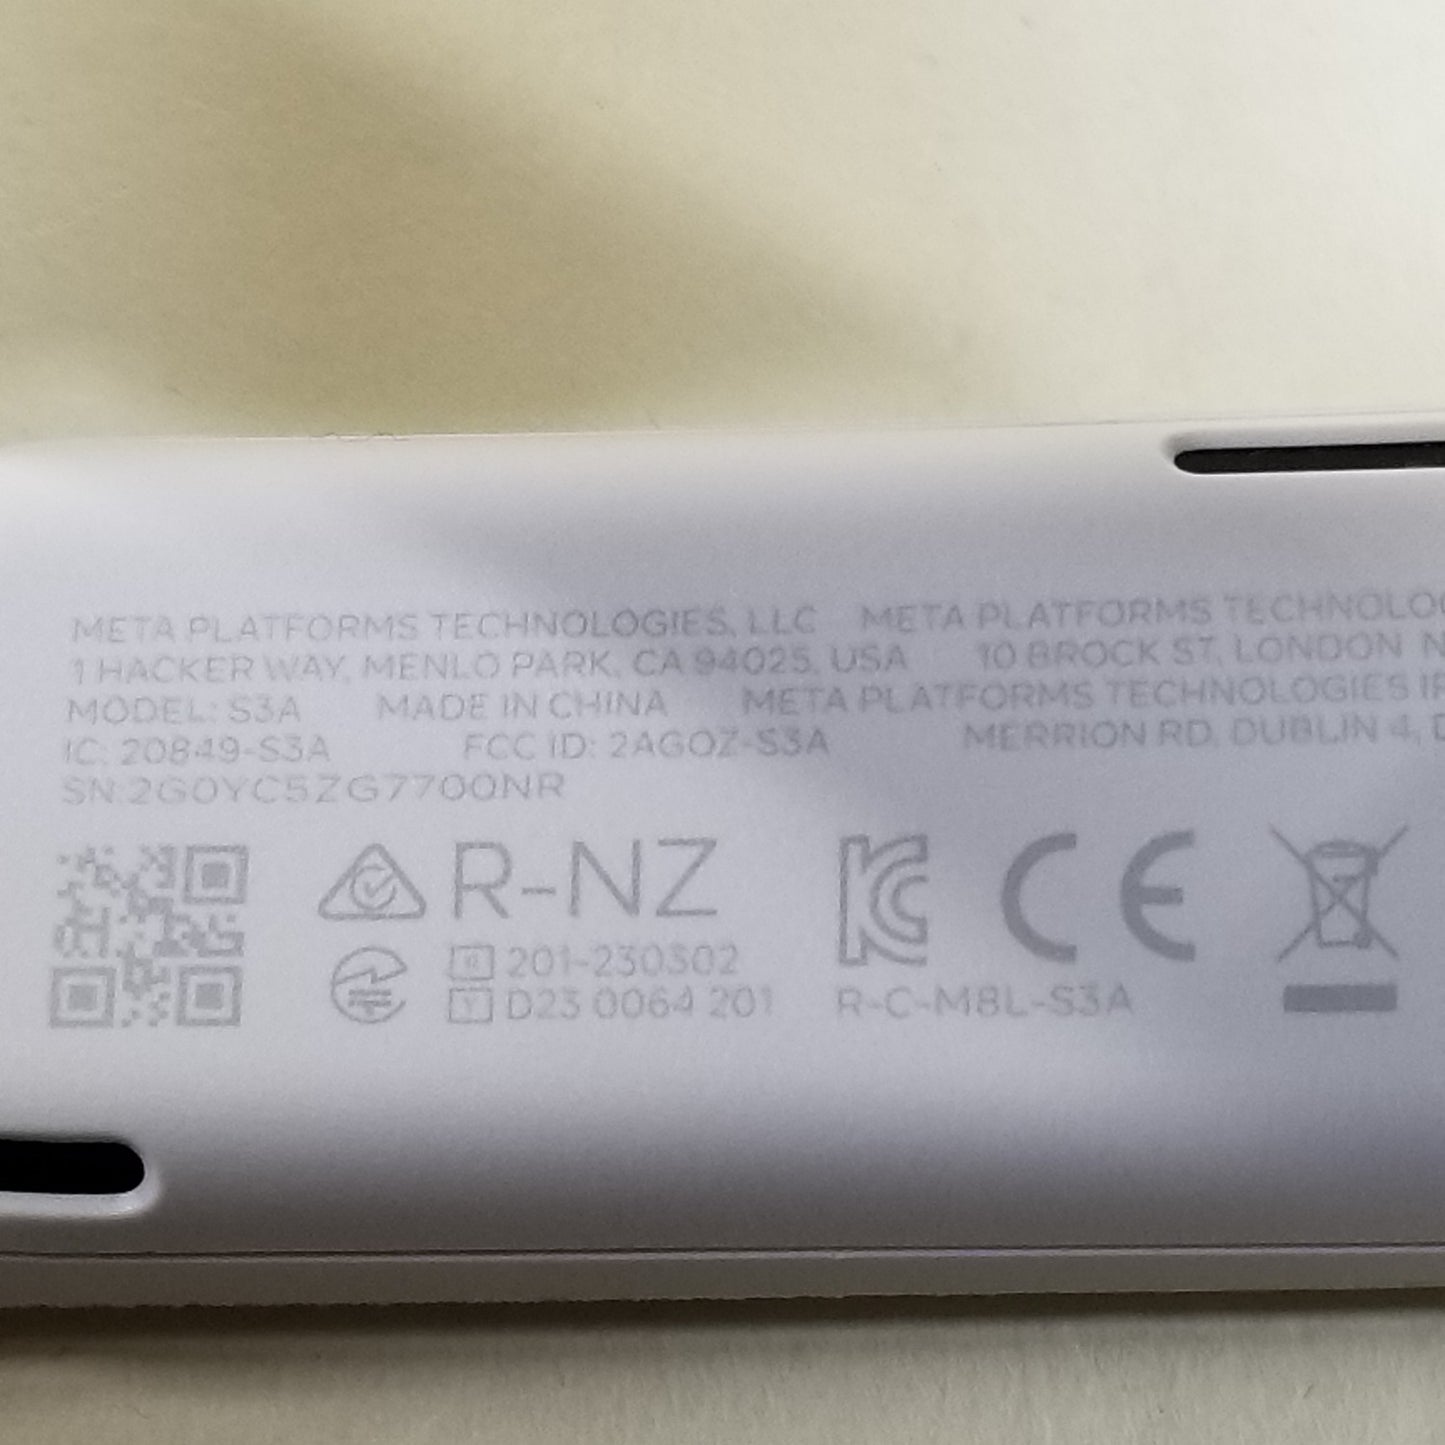 META PLATFORMS TECHNOLOGIES, LLC META PLATFORMS
1 HACKER WAY, MENLO PARK, CA 94025, USA 10 BROCK ST, LONDON
MODEL: S3A MADE IN CHINA META PLATFORMS TECHNOLOGIES
IC: 20849-S3A FCC ID: 2AGOZ-S3A MERRION RD, DUBLIN 4,
SN:2G0YC5ZG7700NR
R-NZ
CE
R 201-230302
T D23 0064 201
R-C-M8L-S3A